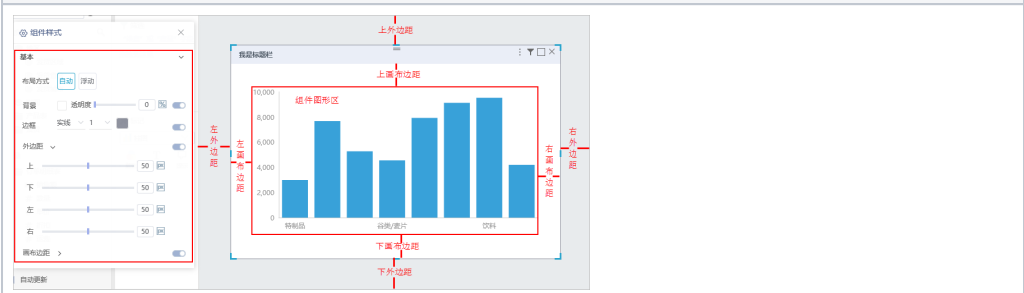 组件样式
基本
布局方式 自动 浮动
背景 透明度 0 %
边框 实线 1
外边距
上 50 px
下 50 px
左 50 px
右 50 px
画布边距
自动更新
上外边距
我是标题栏
上画布边距
组件图形区
左外边距
左画布边距
右画布边距
右外边距
10,000
8,000
6,000
4,000
2,000
0
特制品
谷类/麦片
饮料
下画布边距
下外边距